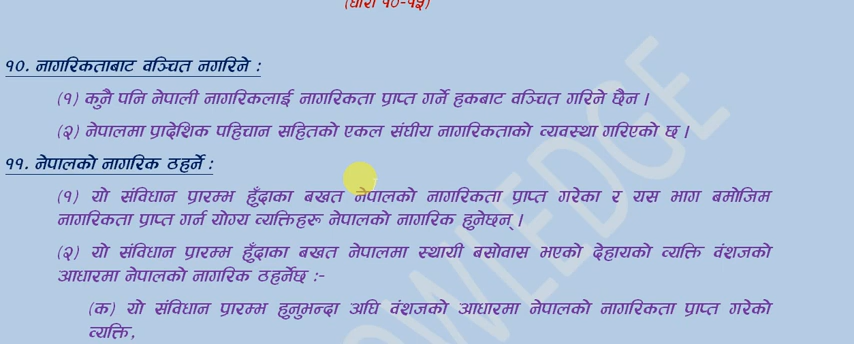 (धारा १०-१५)
१०. नागरिकताबाट वञ्चित नगरिने :
(१) कुनै पनि नेपाली नागरिकलाई नागरिकता प्राप्त गर्ने हकबाट वञ्चित गरिने छैन ।
(२) नेपालमा प्रादेशिक पहिचान सहितको एकल संघीय नागरिकताको व्यवस्था गरिएको छ ।
११. नेपालको नागरिक ठहर्ने :
(१) यो संविधान प्रारम्भ हुँदाका बखत नेपालको नागरिकता प्राप्त गरेका र यस भाग बमोजिम
नागरिकता प्राप्त गर्न योग्य व्यक्तिहरू नेपालको नागरिक हुनेछन् ।
(२) यो संविधान प्रारम्भ हुँदाका बखत नेपालमा स्थायी बसोवास भएको देहायको व्यक्ति वंशजको
आधारमा नेपालको नागरिक ठहर्नेछ :-
(क) यो संविधान प्रारम्भ हुनुभन्दा अघि वंशजको आधारमा नेपालको नागरिकता प्राप्त गरेको
व्यक्ति,
OWLEDGE